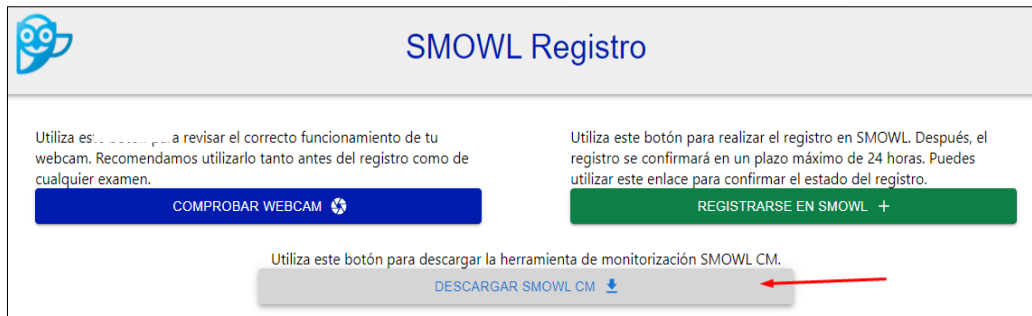 SMOWL Registro
Utiliza a revisar el correcto funcionamiento de tu
webcam. Recomendamos utilizarlo tanto antes del registro como de
cualquier examen.
COMPROBAR WEBCAM
Utiliza este botón para realizar el registro en SMOWL. Después, el
registro se confirmará en un plazo máximo de 24 horas. Puedes
utilizar este enlace para confirmar el estado del registro.
REGISTRARSE EN SMOWL +
Utiliza este botón para descargar la herramienta de monitorización SMOWL CM.
DESCARGAR SMOWL CM